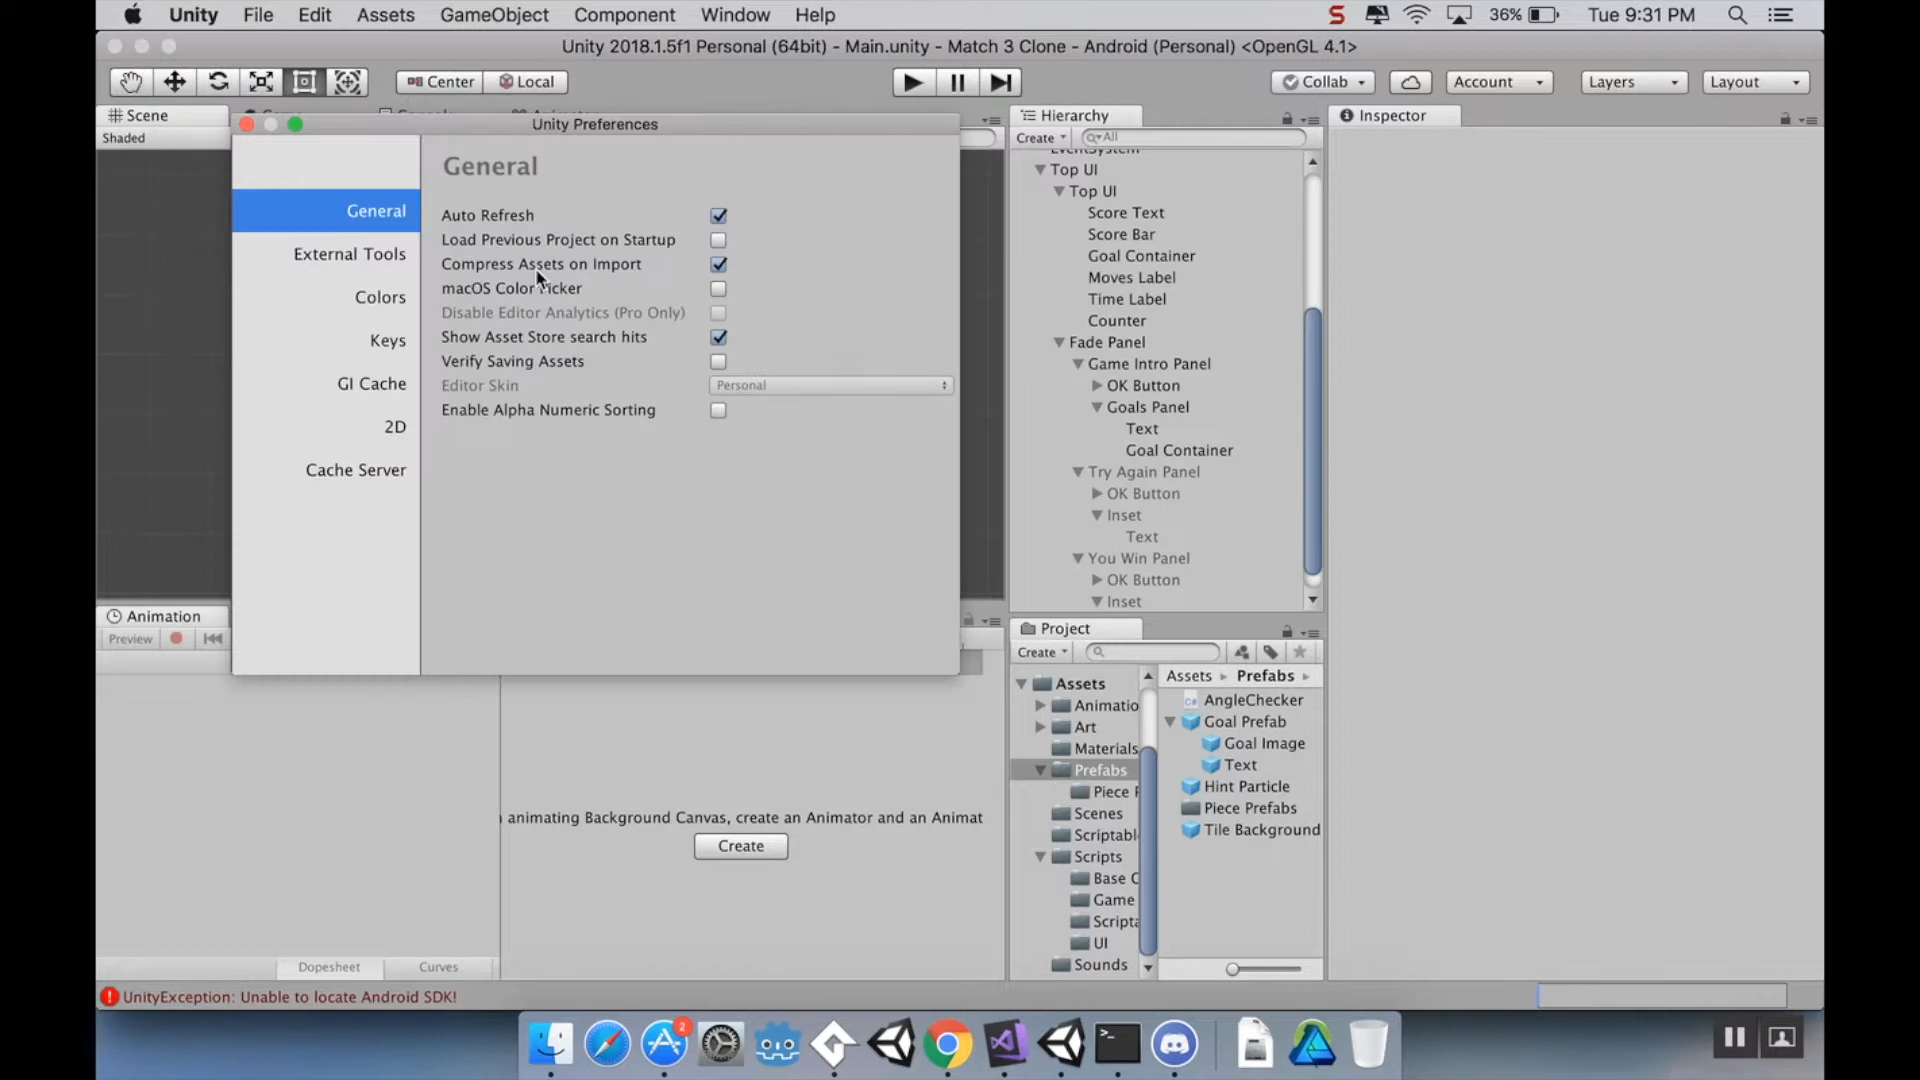 Unity File Edit Assets GameObject Component Window Help
S 36% Tue 9:31 PM
Unity 2018.1.5f1 Personal (64bit) - Main.unity - Match 3 Clone - Android (Personal) <OpenGL 4.1>
Center Local Collab Account Layers Layout
Scene
Shaded
Unity Preferences
General
External Tools
Colors
Keys
GI Cache
2D
Cache Server
General
Auto Refresh
Load Previous Project on Startup
Compress Assets on Import
macOS Color Picker
Disable Editor Analytics (Pro Only)
Show Asset Store search hits
Verify Saving Assets
Editor Skin Personal
Enable Alpha Numeric Sorting
Hierarchy
Create All
EventSystem
Top UI
Top UI
Score Text
Score Bar
Goal Container
Moves Label
Time Label
Counter
Fade Panel
Game Intro Panel
OK Button
Goals Panel
Text
Goal Container
Try Again Panel
OK Button
Inset
Text
You Win Panel
OK Button
Inset
Inspector
Animation
Preview
animating Background Canvas, create an Animator and an Animat
Create
Dopesheet Curves
Project
Create
Assets
Animatio
Art
Materials
Prefabs
Piece P
Scenes
Scriptabl
Scripts
Base C
Game
Scripta
UI
Sounds
Assets Prefabs
C# AngleChecker
Goal Prefab
Goal Image
Text
Hint Particle
Piece Prefabs
Tile Background
UnityException: Unable to locate Android SDK!
2